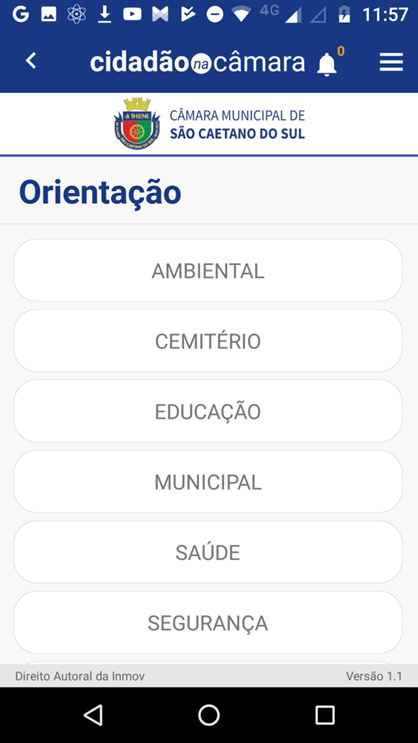 4G 11:57
cidadão na câmara 0
CÂMARA MUNICIPAL DE
SÃO CAETANO DO SUL
Orientação
AMBIENTAL
CEMITÉRIO
EDUCAÇÃO
MUNICIPAL
SAÚDE
SEGURANÇA
Direito Autoral da Inmov Versão 1.1